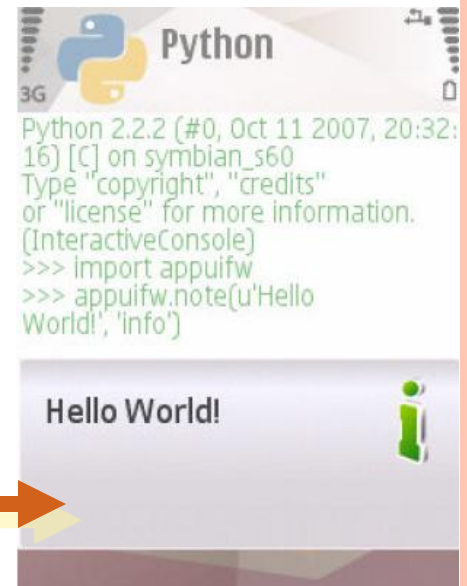 Python
3G
Python 2.2.2 (#0, Oct 11 2007, 20:32:
16) [C] on symbian_s60
Type "copyright", "credits"
or "license" for more information.
(InteractiveConsole)
>>> import appuifw
>>> appuifw.note(u'Hello
World!', 'info')
Hello World!